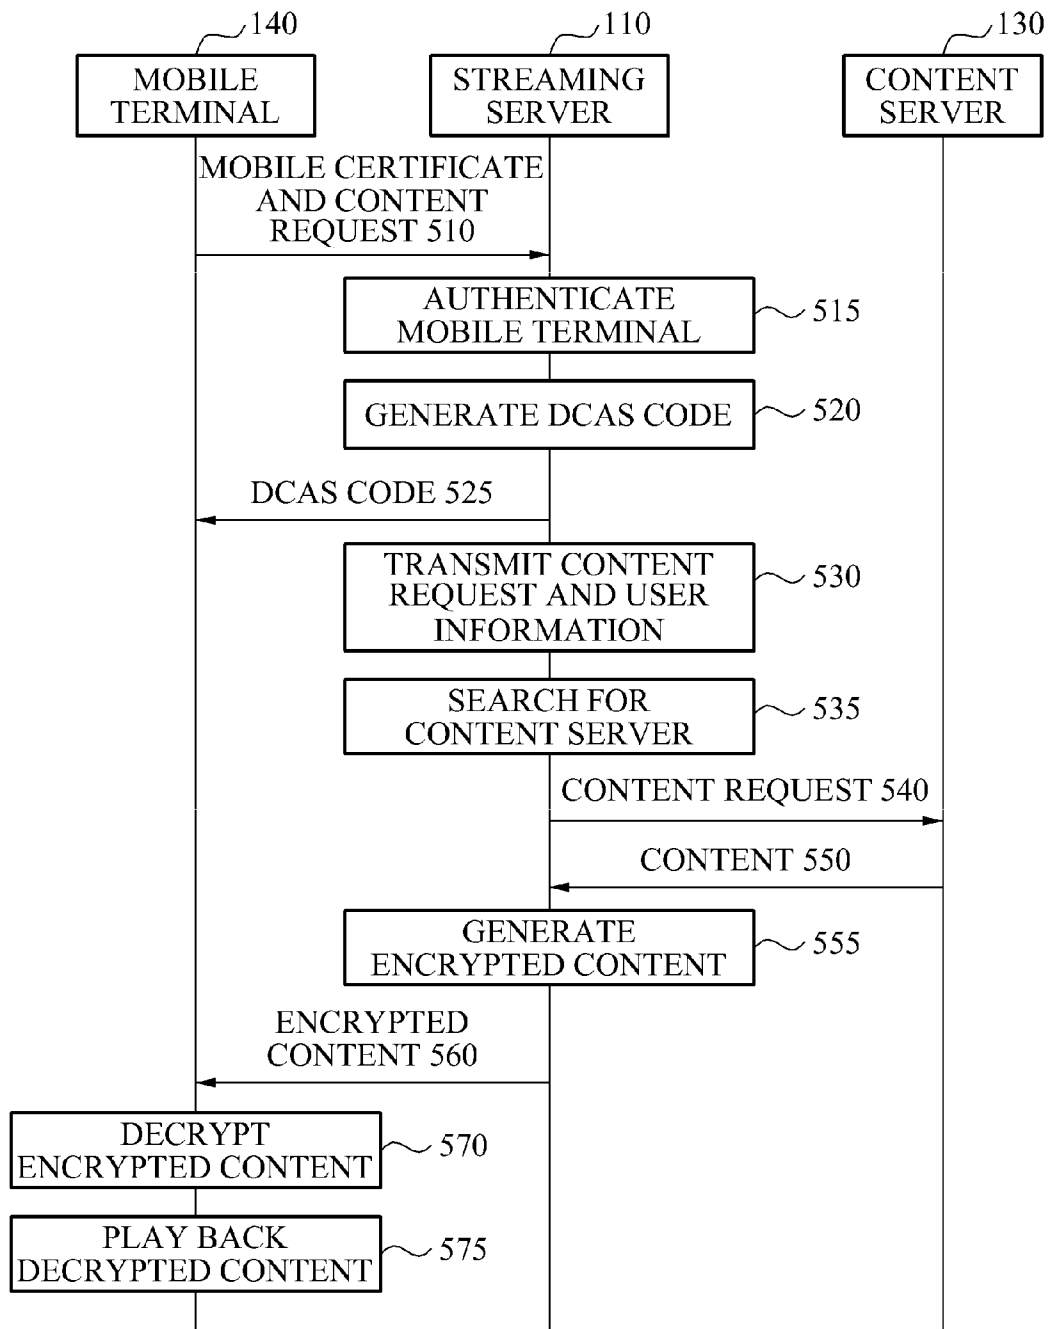 140
110
130
MOBILE
TERMINAL
STREAMING
SERVER
CONTENT
SERVER
MOBILE CERTIFICATE
AND CONTENT
REQUEST 510
AUTHENTICATE
MOBILE TERMINAL
515
GENERATE DCAS CODE
520
DCAS CODE 525
TRANSMIT CONTENT
REQUEST AND USER
INFORMATION
530
SEARCH FOR
CONTENT SERVER
535
CONTENT REQUEST 540
CONTENT 550
GENERATE
ENCRYPTED CONTENT
555
ENCRYPTED
CONTENT 560
DECRYPT
ENCRYPTED CONTENT
570
PLAY BACK
DECRYPTED CONTENT
575